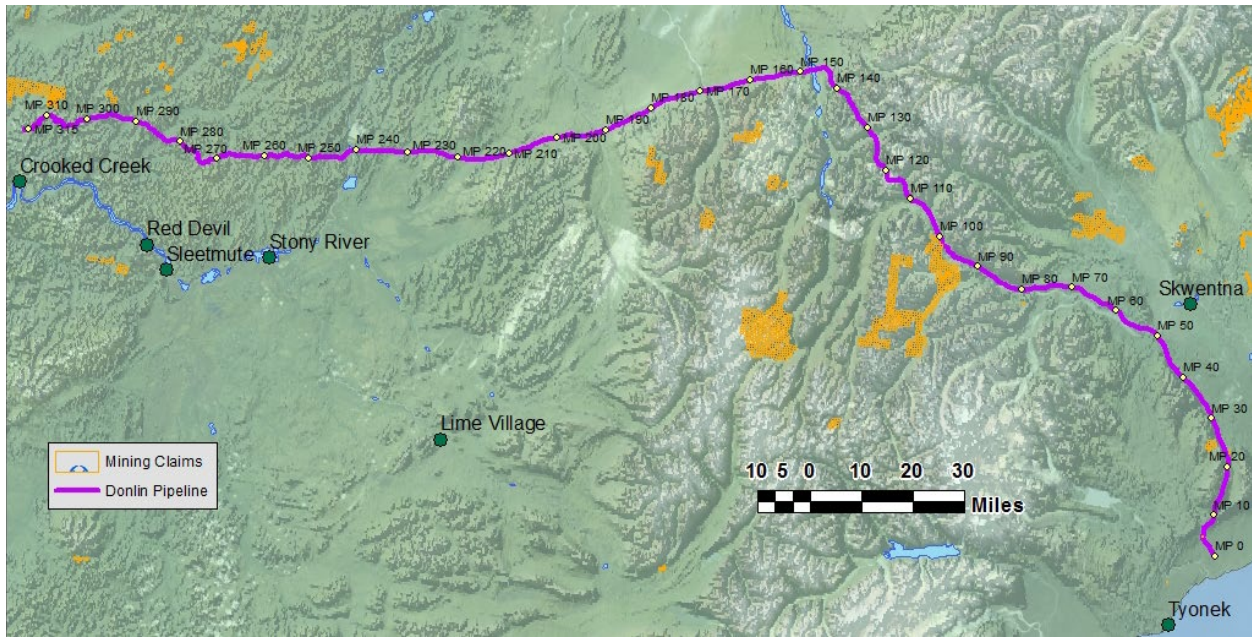 MP 160
MP 150
MP 140
MP 170
MP 180
MP 310
MP 300
MP 290
MP 315
MP 280
MP 270
MP 260
MP 250
MP 240
MP 230
MP 220
MP 210
MP 200
MP 190
MP 130
MP 120
MP 110
MP 100
MP 90
MP 80
MP 70
MP 60
MP 50
MP 40
MP 30
MP 20
MP 10
MP 0
Crooked Creek
Red Devil
Sleetmute
Stony River
Skwentna
Lime Village
Tyonek
Mining Claims
Donlin Pipeline
10 5 0 10 20 30
Miles